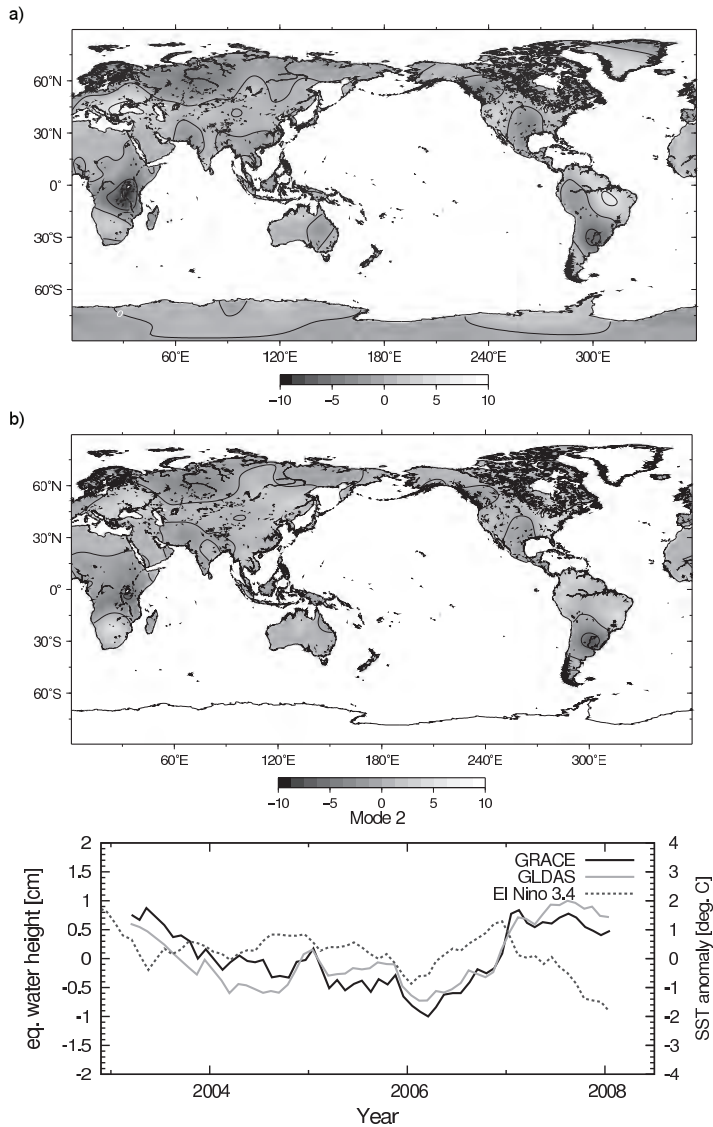 a)
60°N
30°N
0°
30°S
60°S
0
60°E 120°E 180°E 240°E 300°E
−10 −5 0 5 10
b)
60°N
30°N
0°
30°S
60°S
60°E 120°E 180°E 240°E 300°E
−10 −5 0 5 10
Mode 2
2 4
1.5 3
1 2
0.5 1
0 0
-0.5 -1
-1 -2
-1.5 -3
-2 -4
eq. water height [cm]
SST anomaly [deg. C]
GRACE
GLDAS
El Nino 3.4
2004 2006 2008
Year